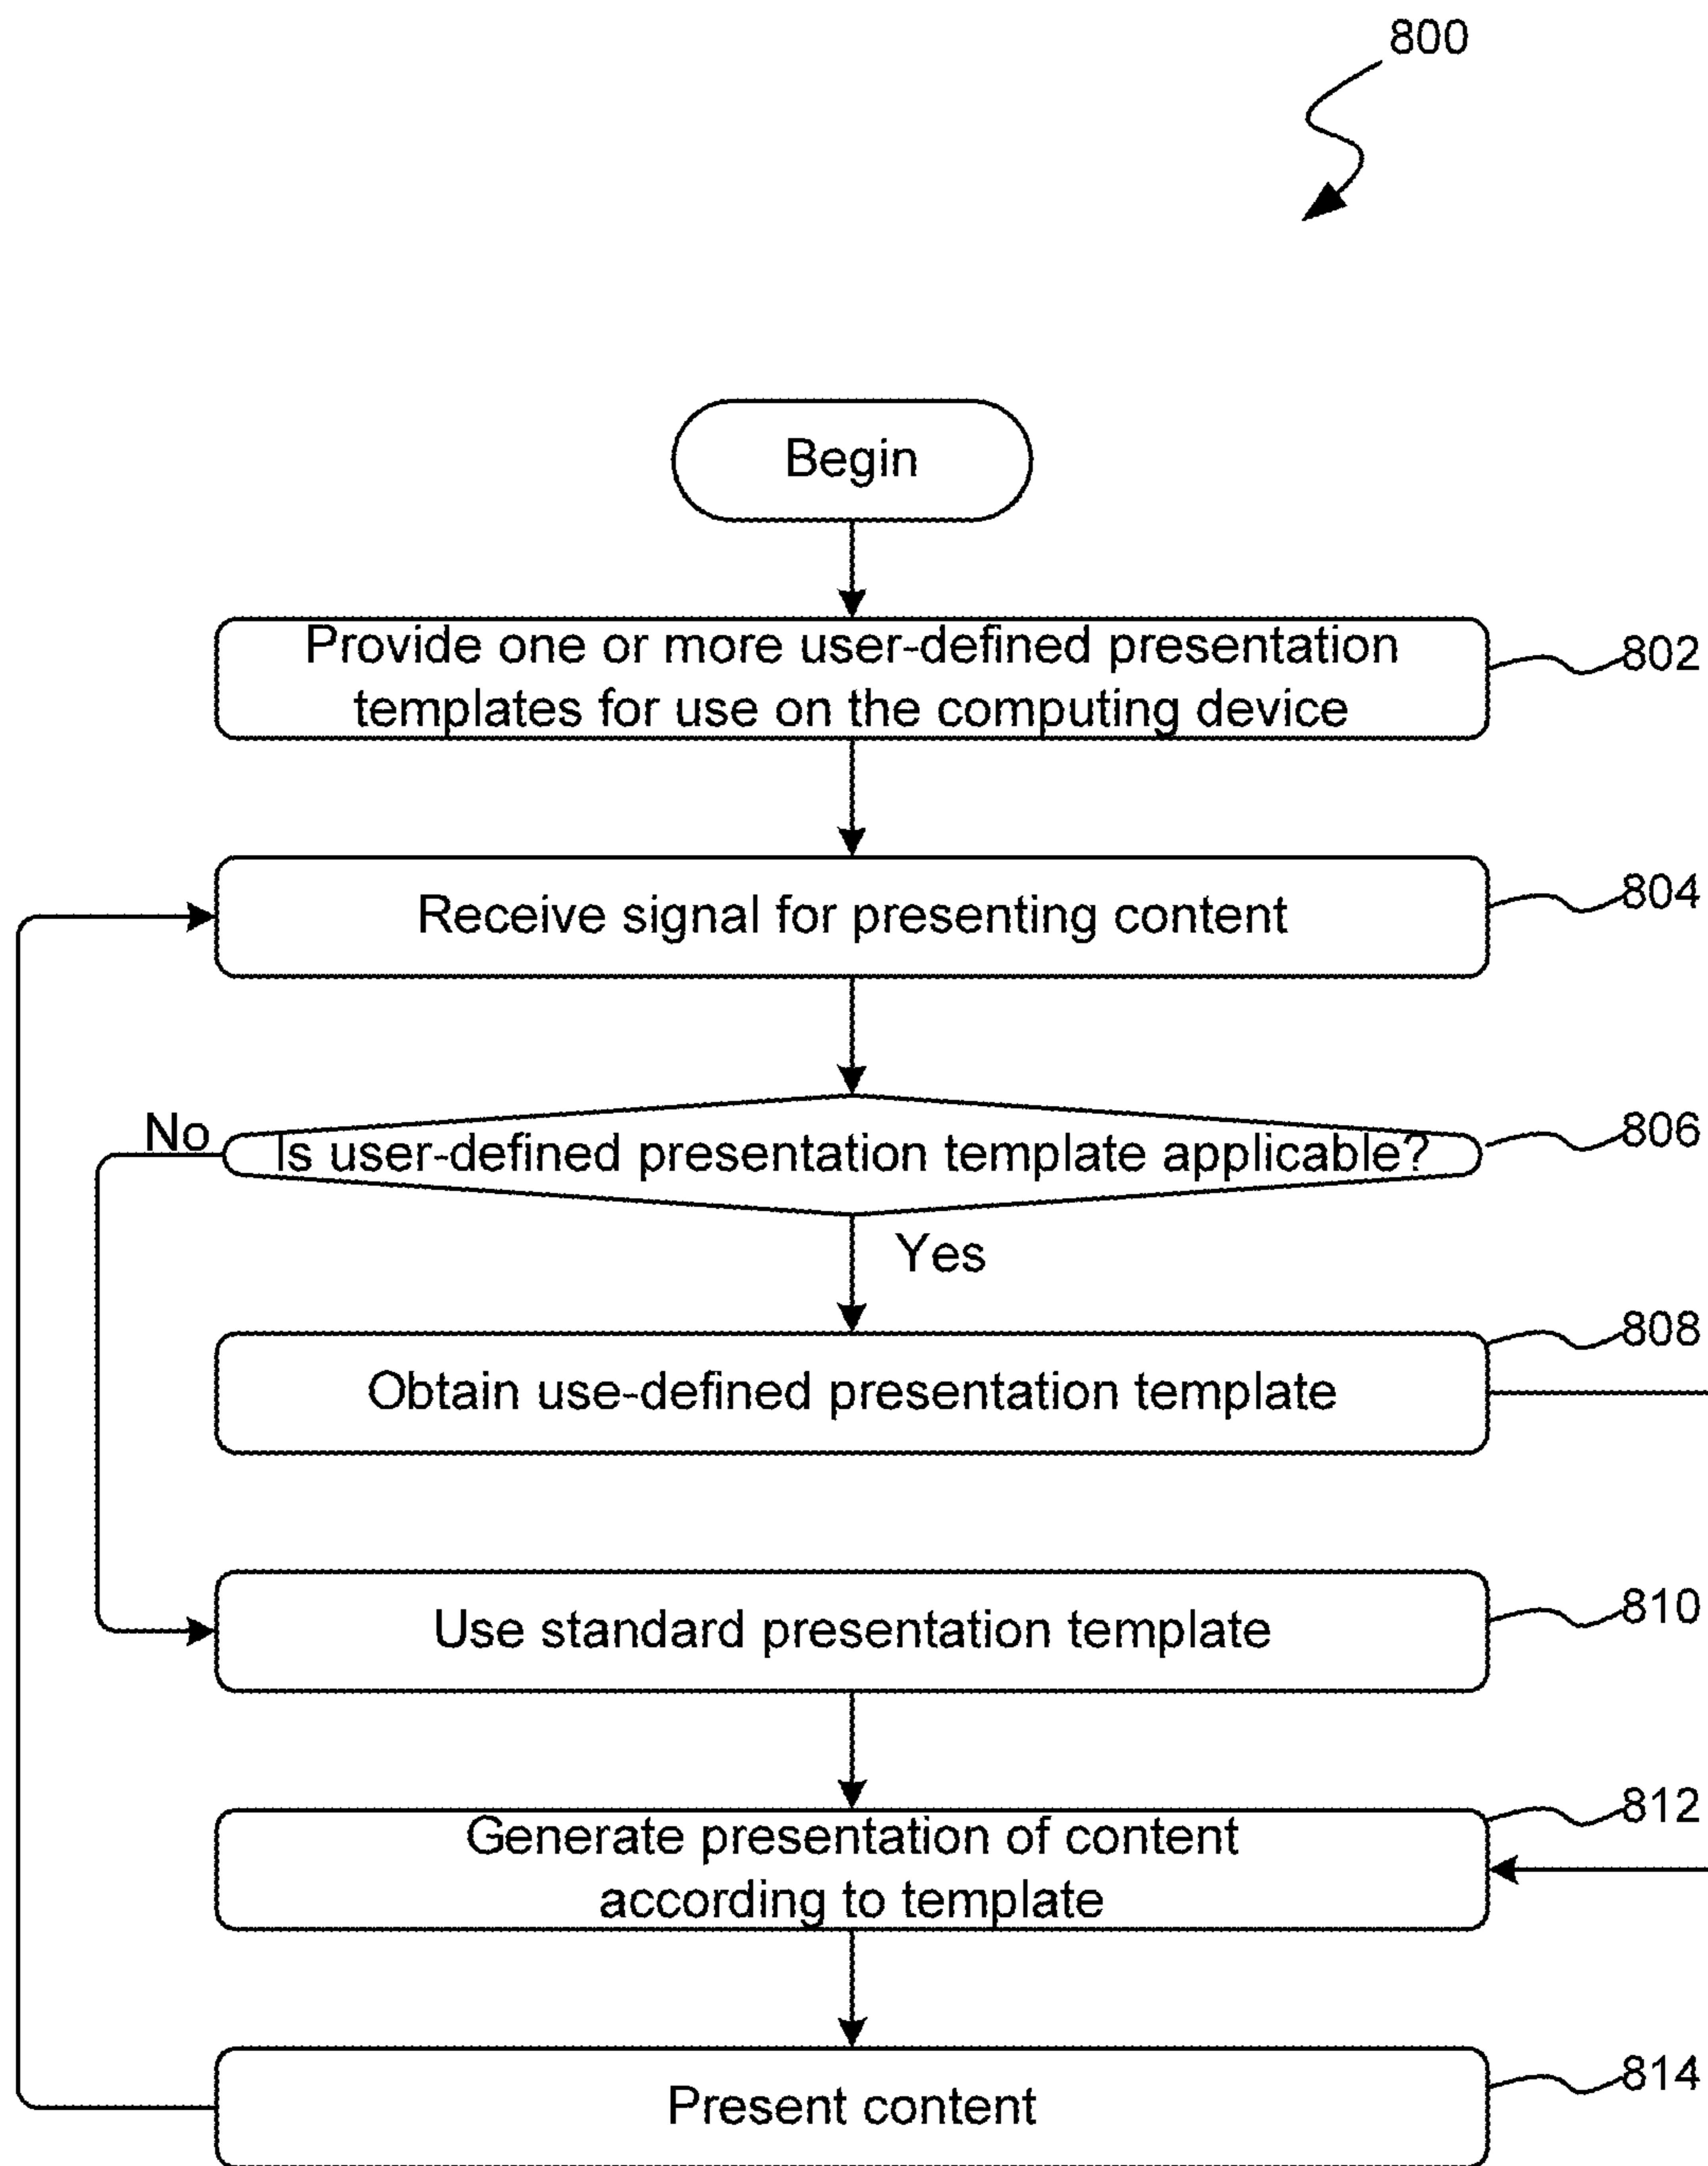 800
Begin
Provide one or more user-defined presentation
templates for use on the computing device
802
Receive signal for presenting content
804
No
Is user-defined presentation template applicable?
806
Yes
808
Obtain use-defined presentation template
Use standard presentation template
810
Generate presentation of content
according to template
812
Present content
814